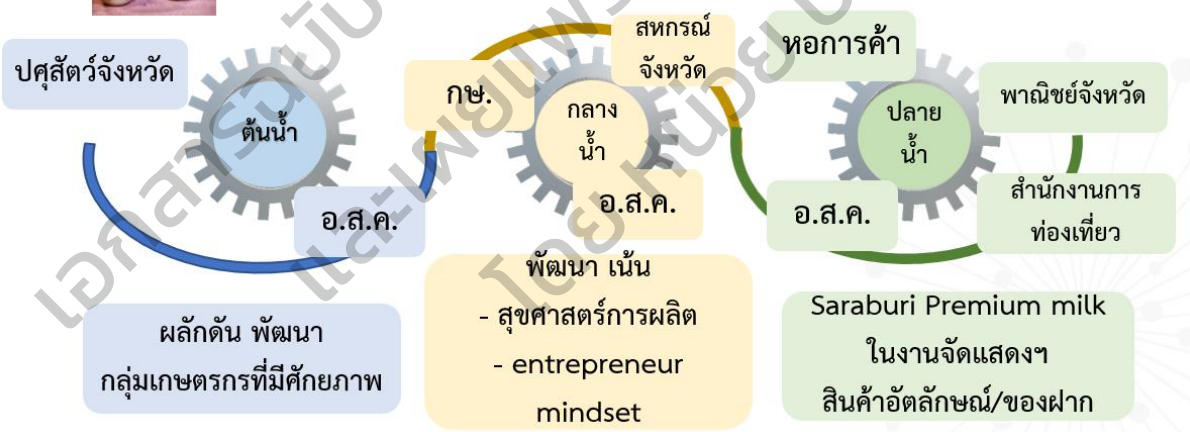 ปศุสัตว์จังหวัด
ต้นน้ำ
อ.ส.ค.
ผลักดัน พัฒนา
กลุ่มเกษตรกรที่มีศักยภาพ
กษ.
สหกรณ์
จังหวัด
กลาง
น้ำ
อ.ส.ค.
พัฒนา เน้น
- สุขศาสตร์การผลิต
- entrepreneur
mindset
หอการค้า
ปลาย
น้ำ
พาณิชย์จังหวัด
อ.ส.ค.
สำนักงานการ
ท่องเที่ยว
Saraburi Premium milk
ในงานจัดแสดงฯ
สินค้าอัตลักษณ์/ของฝาก